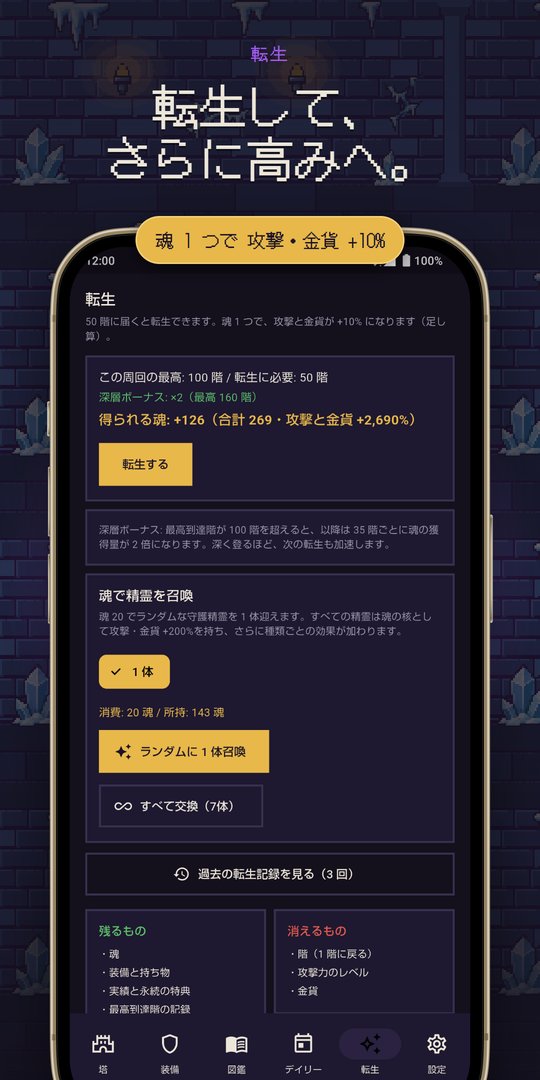 転生
転生して、
さらに高みへ。
魂 1 つで 攻撃・金貨 +10%
12:00
100%
転生
50 階に届くと転生できます。魂 1 つで、攻撃と金貨が +10% になります（足し
算）。
この周回の最高: 100 階 / 転生に必要: 50 階
深層ボーナス: ×2（最高 160 階）
得られる魂: +126（合計 269・攻撃と金貨 +2,690%）
転生する
深層ボーナス: 最高到達階が 100 階を超えると、以降は 35 階ごとに魂の獲
得量が 2 倍になります。深く登るほど、次の転生も加速します。
魂で精霊を召喚
魂 20 でランダムな守護精霊を 1 体迎えます。すべての精霊は魂の核とし
て攻撃・金貨 +200%を持ち、さらに種類ごとの効果が加わります。
1 体
消費: 20 魂 / 所持: 143 魂
ランダムに 1 体召喚
すべて交換（7体）
過去の転生記録を見る（3 回）
残るもの
・魂
・装備と持ち物
・実績と永続の特典
・最高到達階の記録
消えるもの
・階（1 階に戻る）
・攻撃力のレベル
・金貨
塔
装備
図鑑
デイリー
転生
設定